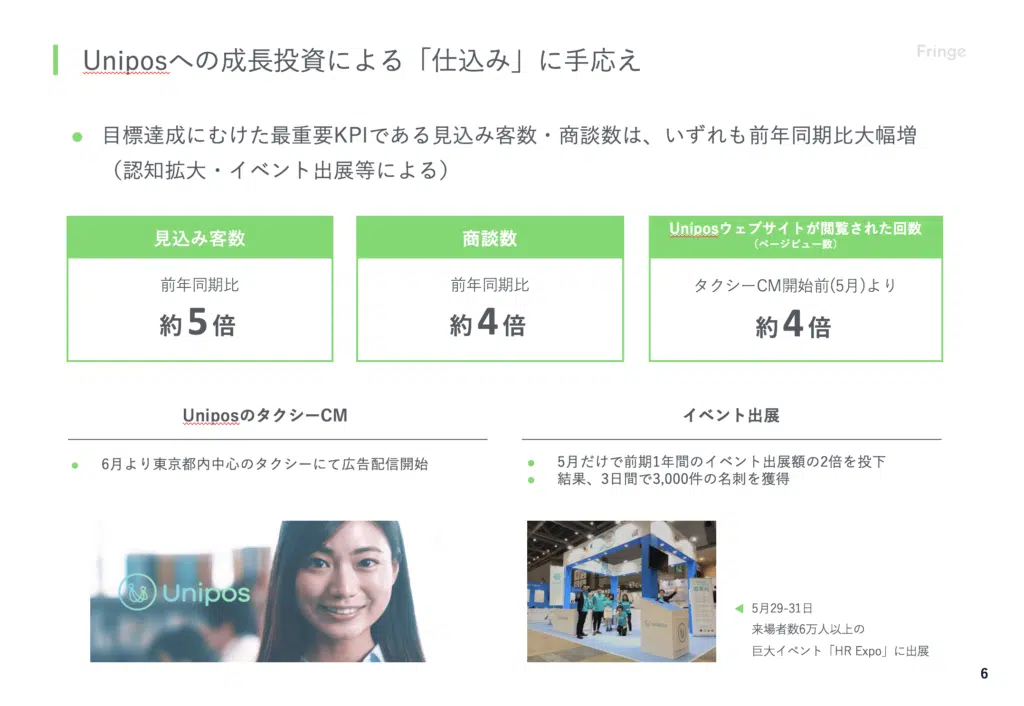 Uniposへの成長投資による「仕込み」に手応え
Fringe
目標達成にむけた最重要KPIである見込み客数・商談数は、いずれも前年同期比大幅増
（認知拡大・イベント出展等による）
見込み客数
前年同期比
約5倍
商談数
前年同期比
約4倍
Uniposウェブサイトが閲覧された回数
（ページビュー数）
タクシーCM開始前(5月)より
約4倍
UniposのタクシーCM
6月より東京都内中心のタクシーにて広告配信開始
Unipos
イベント出展
5月だけで前期1年間のイベント出展額の2倍を投下
結果、3日間で3,000件の名刺を獲得
5月29-31日
来場者数6万人以上の
巨大イベント「HR Expo」に出展
6